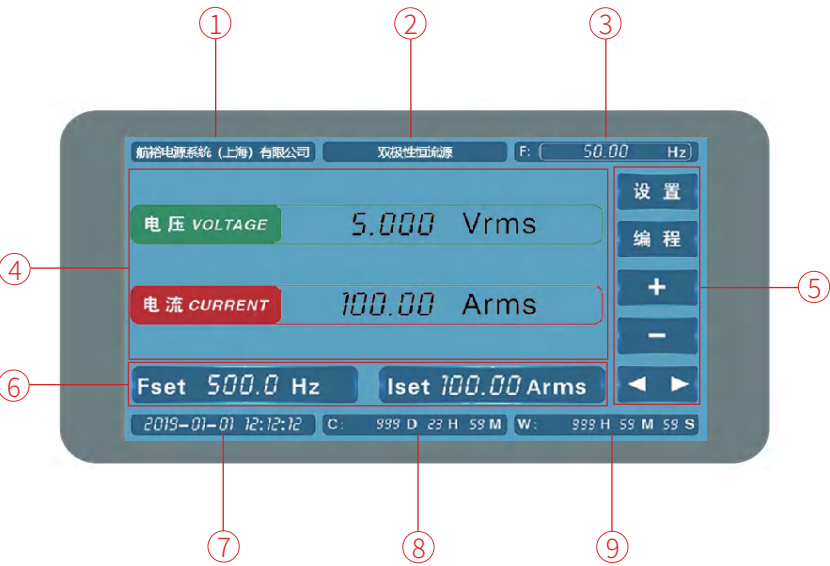 ① ② ③
航裕电源系统（上海）有限公司 双极性恒流源 F: 50.00 Hz
设 置
电 压 VOLTAGE 5.000 Vrms
编 程
④
+
⑤
电 流 CURRENT 100.00 Arms
−
⑥
Fset 500.0 Hz Iset 100.00 Arms ◀ ▶
2019-01-01 12:12:12 C: 999 D 23 H 59 M W: 999 H 59 M 59 S
⑦ ⑧ ⑨